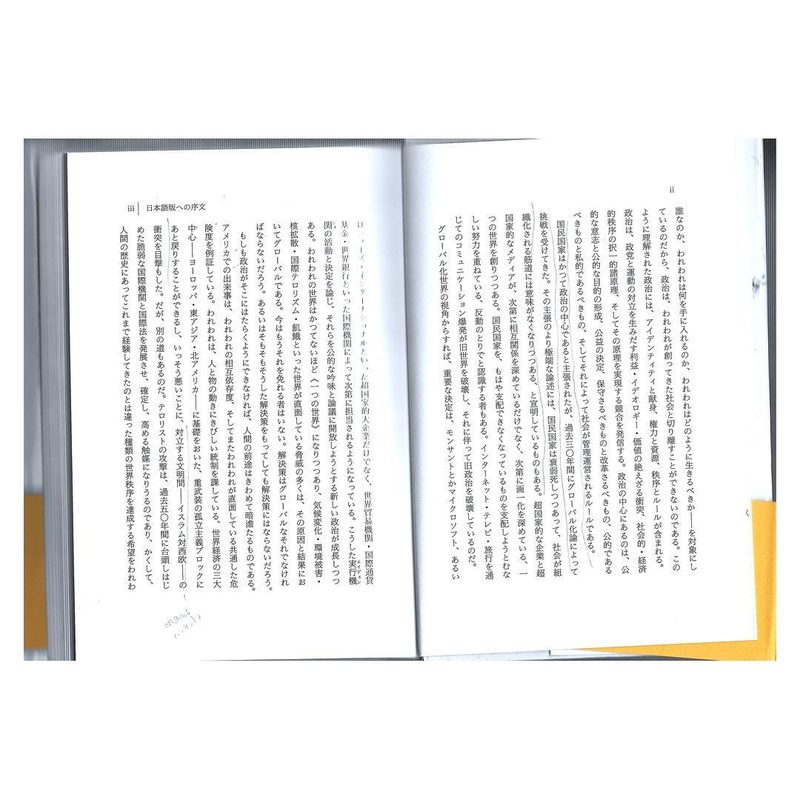 ii
誰なのか、われわれは何を手に入れるのか、われわれはどのように生きるべきか――を対象にし
ているのだから、政治は、われわれが創ってきた社会と切り離すことができないのである。この
ように理解された政治には、アイデンティティと献身、権力と資源、秩序とルールが含まれる。
政治は、政党と運動の対立を生みだす利益・イデオロギー・価値の絶えざる衝突、社会的・経済
的秩序の択一的諸原理、そしてその原理を実現する競合を発信する。政治の中心にあるのは、公
的な意志と公的な目的の形成、公益の決定、保守さるべきものと改革さるべきもの、公的である
べきものと私的であるべきもの、そしてそれによって社会が管理運営されるルールである。
国民国家はかつて政治の中心であると主張されたが、過去三〇年間にグローバル化論によって
挑戦を受けてきた。その主張のより極端な論述には、国民国家は衰弱死しつつあって、社会が組
織化される筋道には意味がなくなりつつある、と宣明しているものもある。超国家的な企業と超
国家的なメディアが、次第に相互関係を深めているだけでなく、次第に画一化を深めている、一
つの世界を創りつつある。国民国家を、もはや支配できなくなっているものを支配しようとむな
しい努力を重ねている、反動のとりでと認識する者もある。インターネット・テレビ・旅行を通
じてのコミュニケーション爆発が旧世界を破壊し、それに伴って旧政治を破壊しているのだ。
グローバル化世界の視角からすれば、重要な決定は、モンサントとかマイクロソフト、あるい
iii 日本語版への序文
といった超国家的大企業だけでなく、世界貿易機関・国際通貨
基金・世界銀行といった国際機関によって次第に担当されるようになっている。こうした実行機
関の活動と決定を論じ、それらを公的な吟味と論議に開放しようとする新しい政治が成長しつつ
ある。われわれの世界はかつてないほど〈一つの世界〉になりつつあり、気候変化・環境被害・
核拡散・国際テロリズム・飢餓といった世界が直面している脅威の多くは、その原因と結果にお
いてグローバルである。今はもうそれを免れる者はいない。解決策はグローバルなそれでなけれ
ばならないだろう。あるいはそもそもそうした解決策をもってしても解決策にはならないだろう。
もしも政治がそこにはたらくようにできなければ、人間の前途はきわめて暗澹たるものである。
アメリカでの出来事は、われわれの相互依存度、そしてまたわれわれが直面している共通した危
険度を例証している。われわれは、人と物の動きにきびしい統制を課している、世界経済の三大
中心――ヨーロッパ・東アジア・北アメリカ――に基礎をおいた、重武装の孤立主義ブロックに
あと戻りすることができるし、いっそう悪いことに、対立する文明間――イスラム対西欧――の
衝突を目撃もした。だが、別の道もあるのだ。テロリストの攻撃は、過去五〇年間に台頭しはじ
めた脆弱な国際機関と国際法を発展させ、確定し、高める触媒になりうるのであり、かくして、
人間の歴史にあってこれまで経験してきたのとは違った種類の世界秩序を達成する希望をわれわ